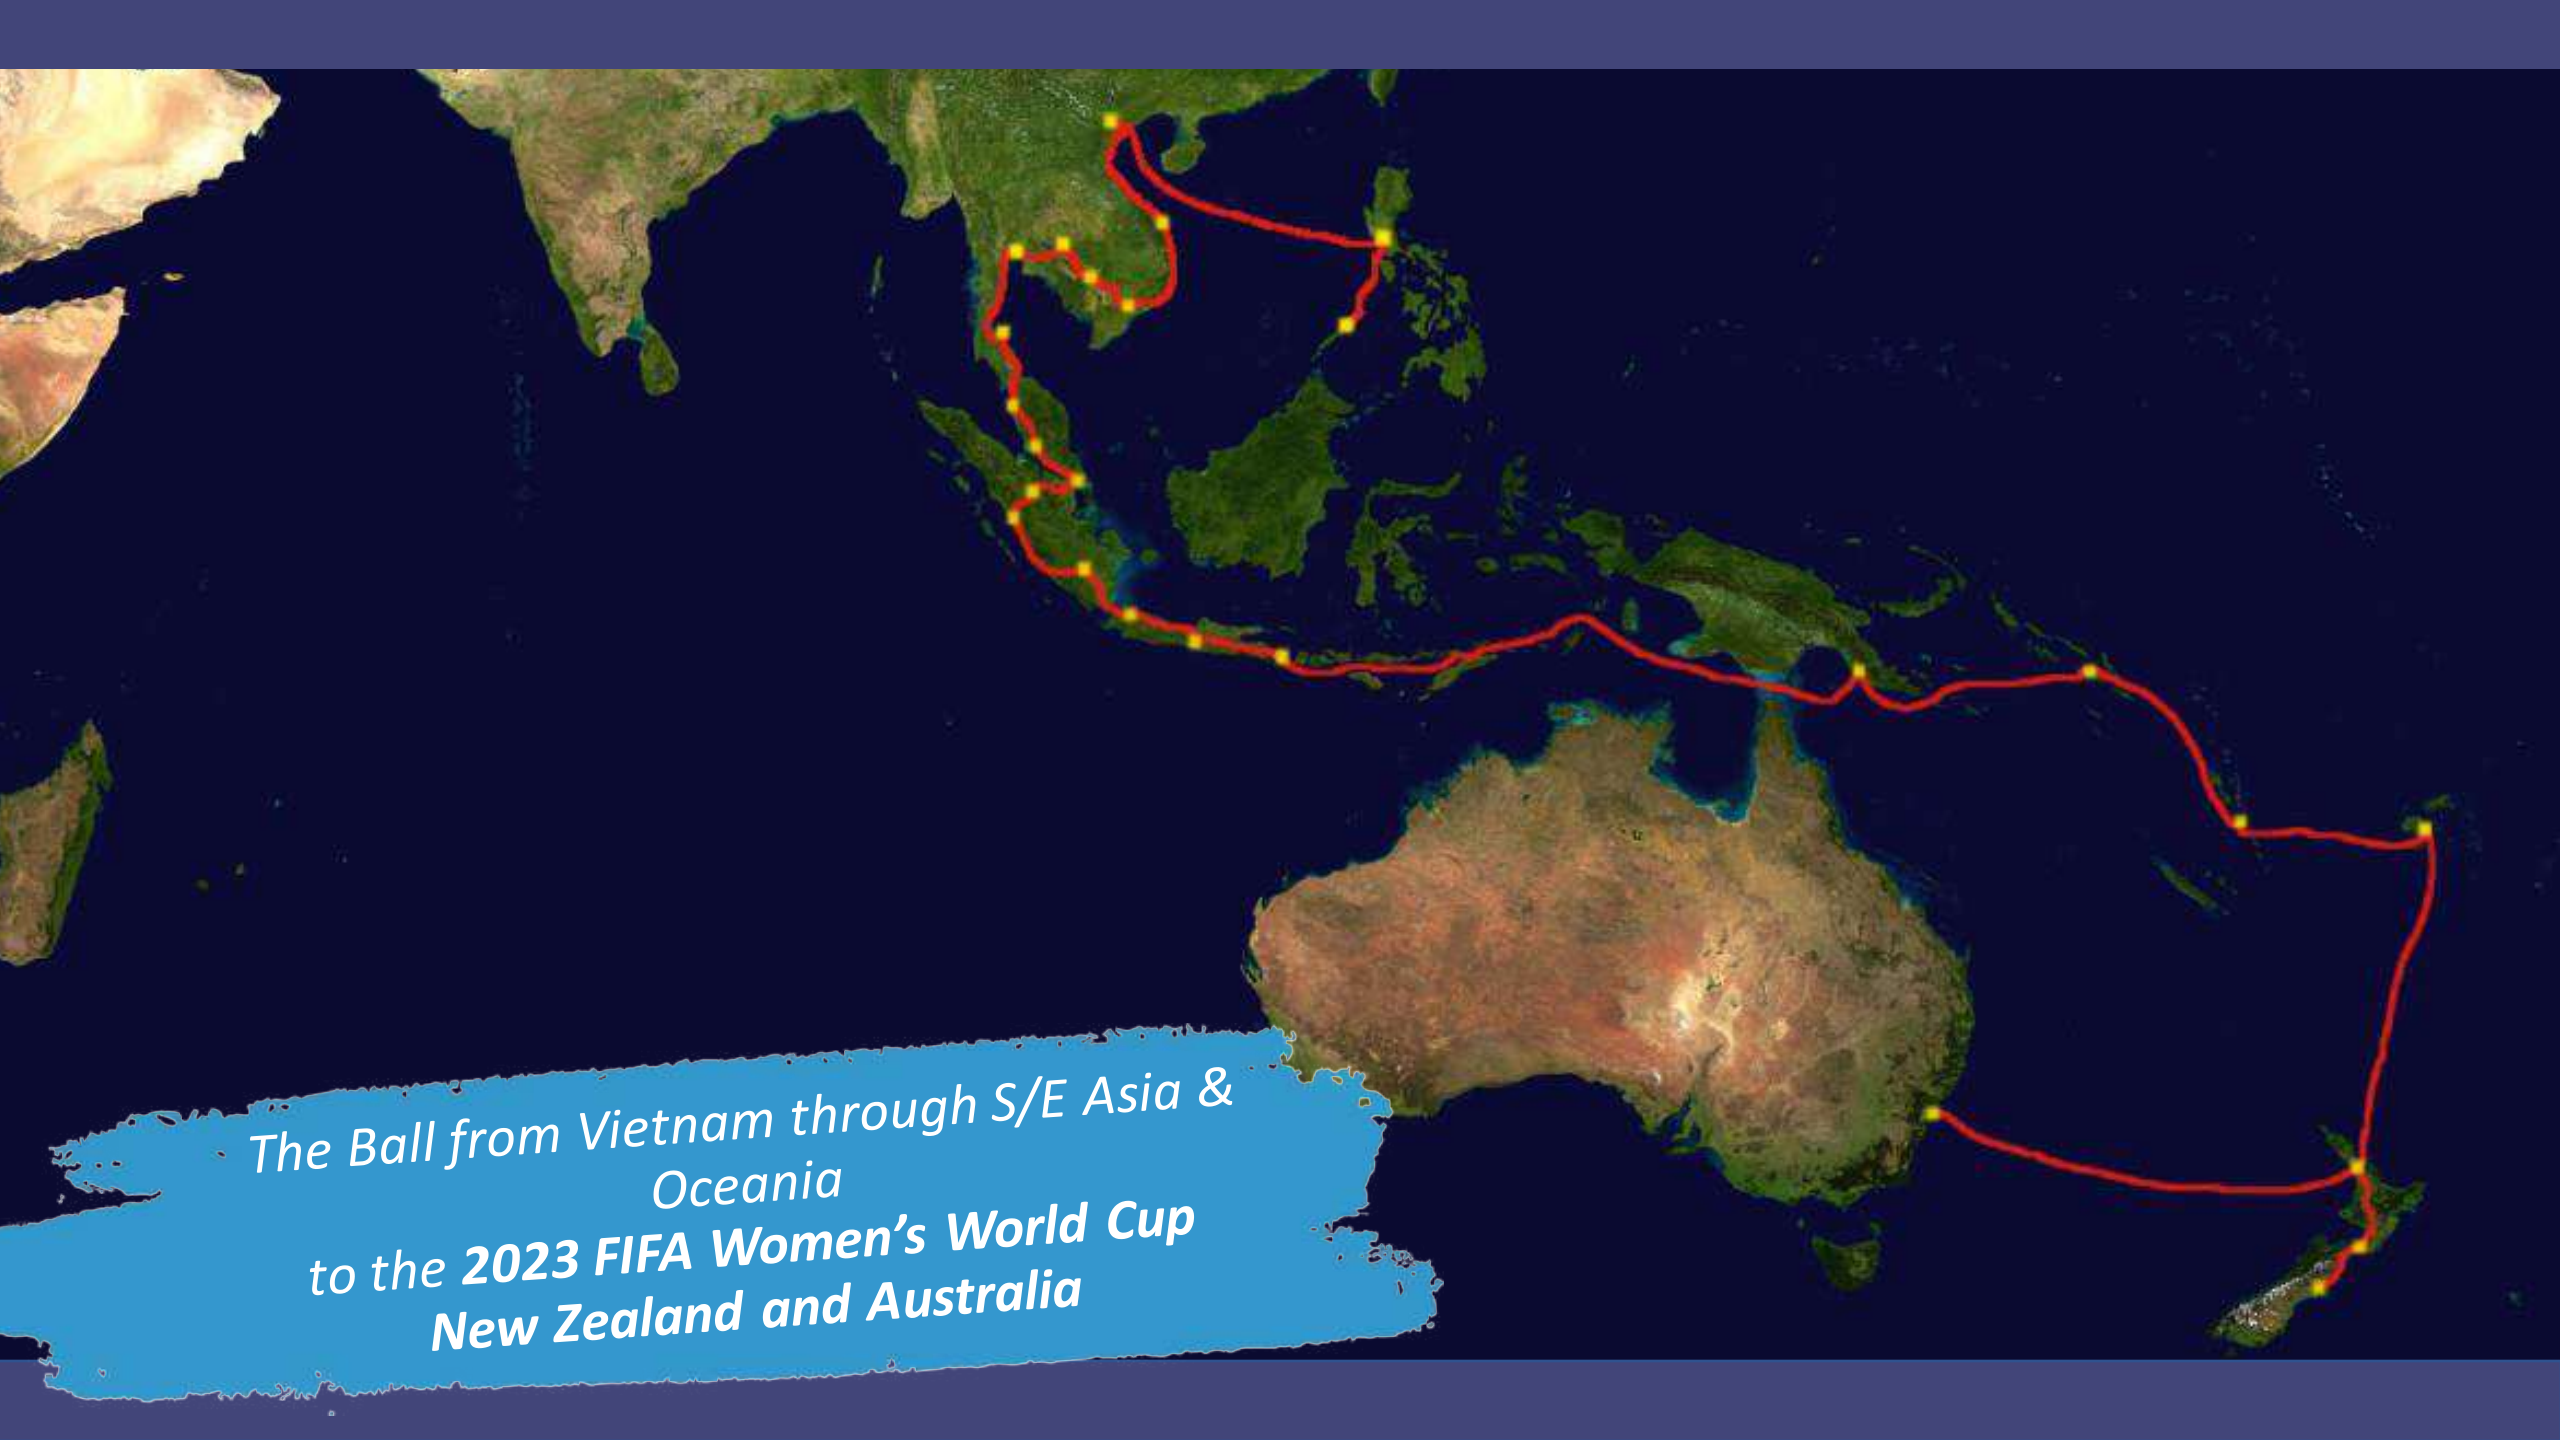 The Ball from Vietnam through S/E Asia &
Oceania
to the 2023 FIFA Women’s World Cup
New Zealand and Australia